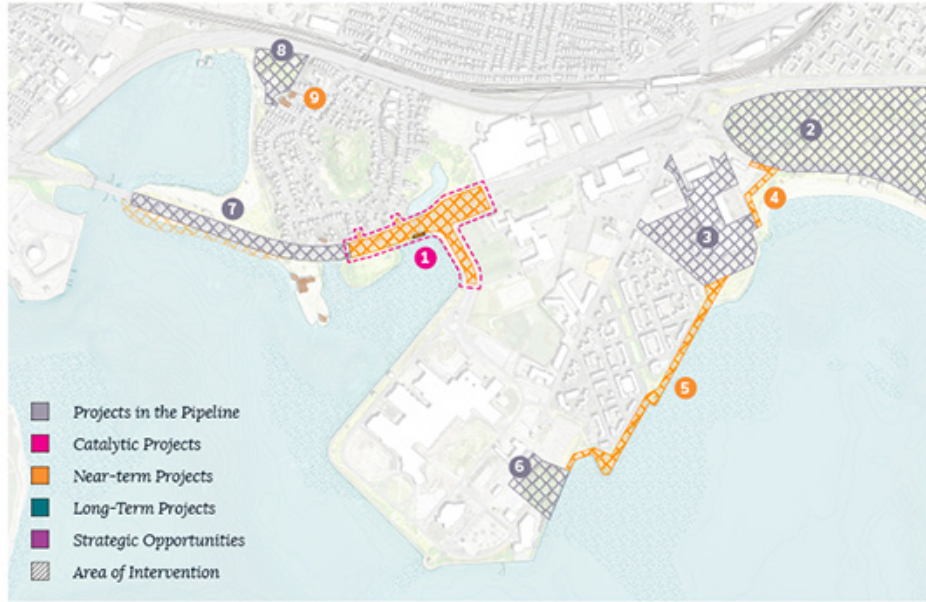 8
9
2
7
4
3
1
5
6
Projects in the Pipeline
Catalytic Projects
Near-term Projects
Long-Term Projects
Strategic Opportunities
Area of Intervention